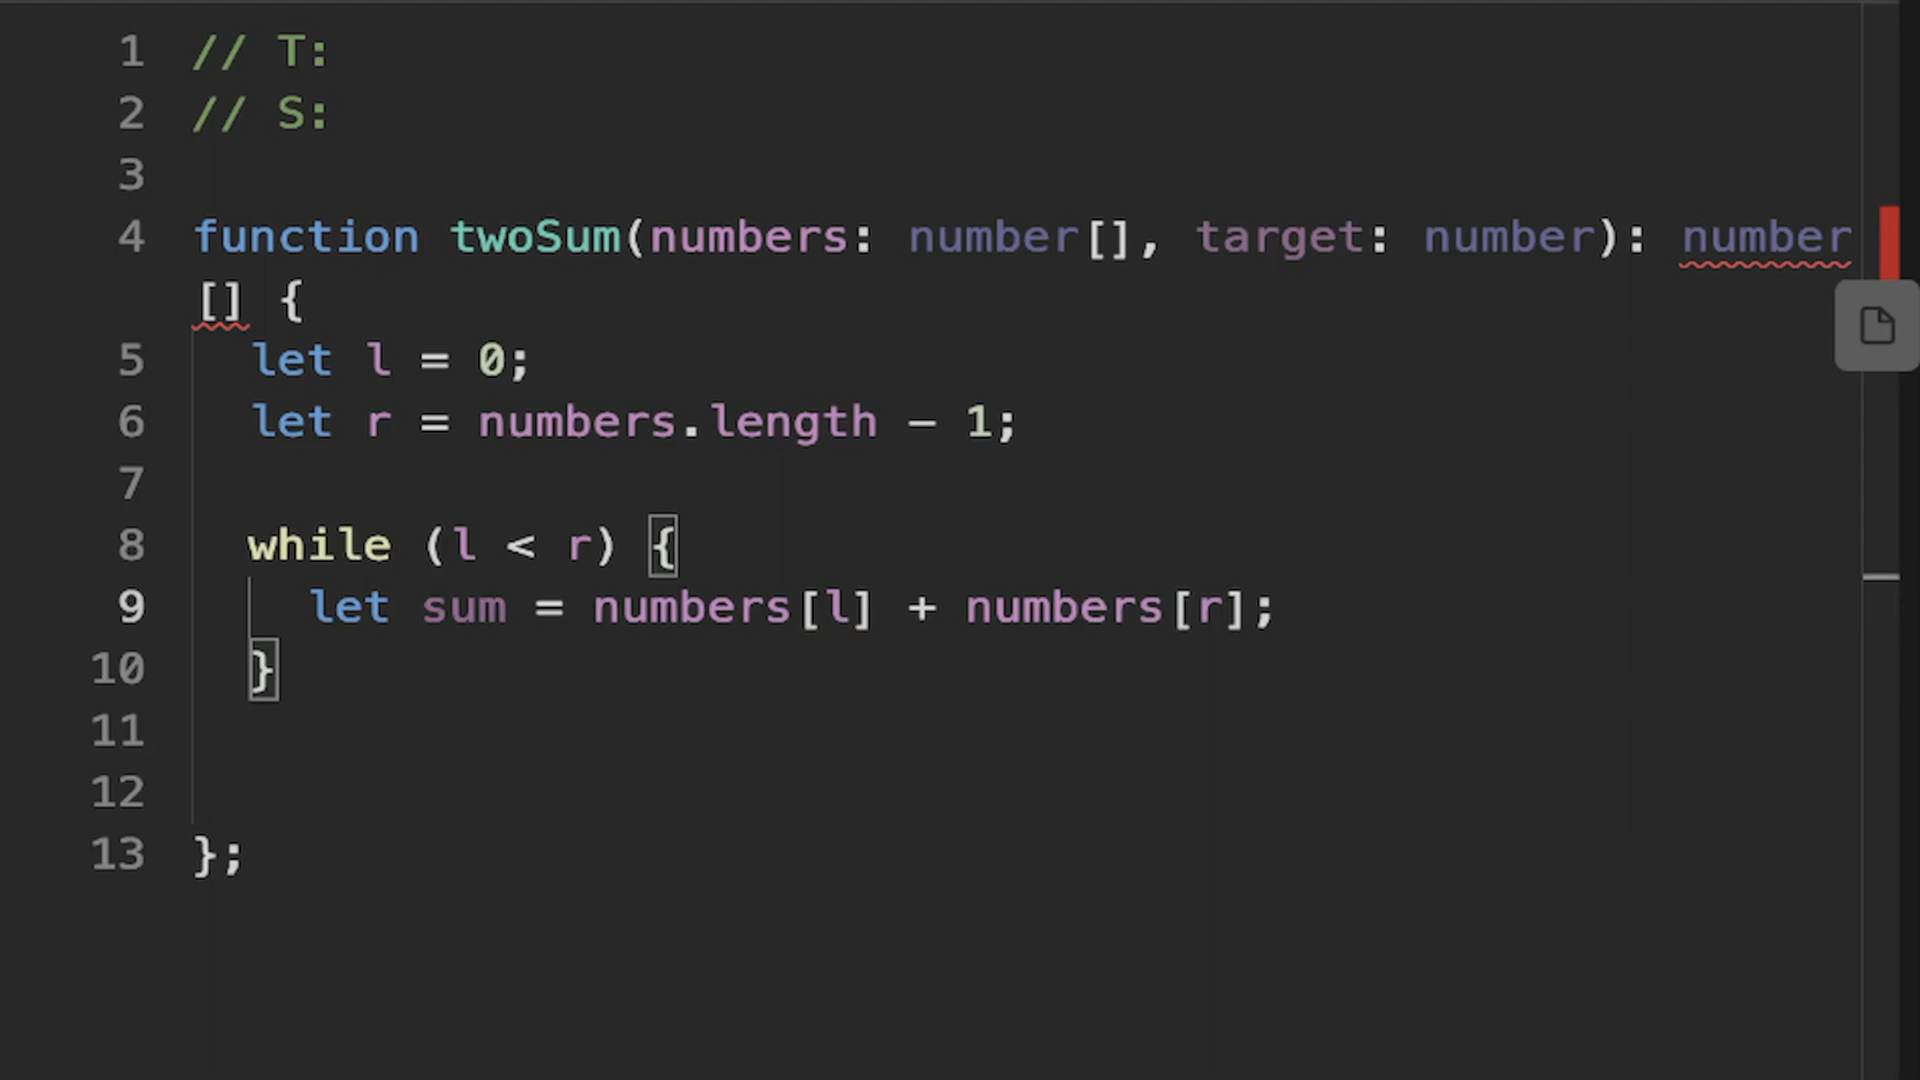 1 // T:
2 // S:
3
4 function twoSum(numbers: number[], target: number): number
[] {
5 let l = 0;
6 let r = numbers.length - 1;
7
8 while (l < r) {
9 let sum = numbers[l] + numbers[r];
10 }
11
12
13 };